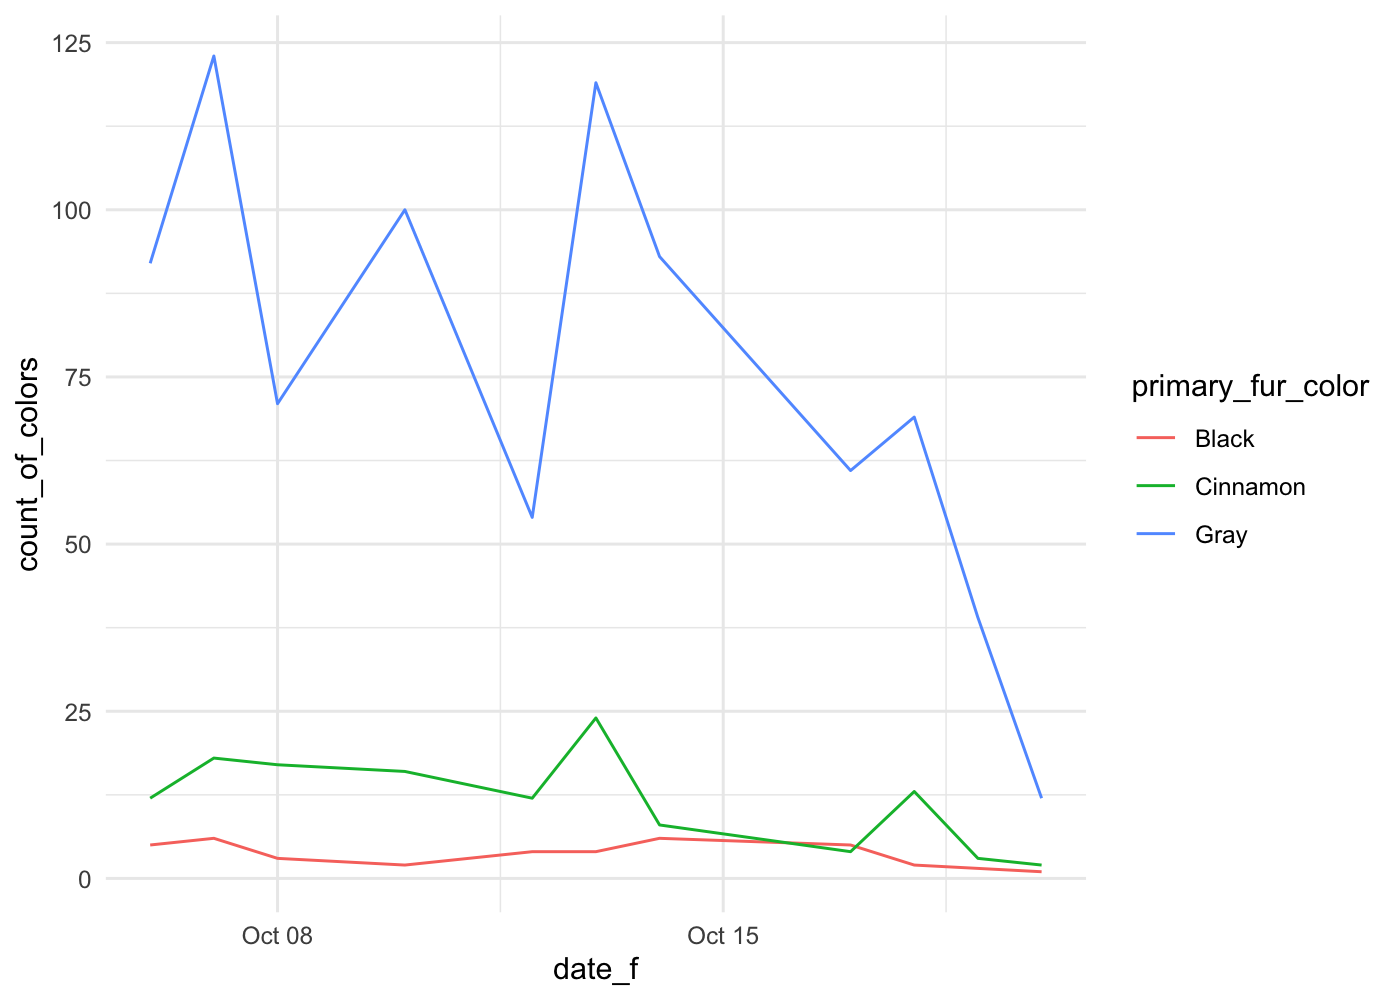 125
100
75
50
25
0
count_of_colors
Oct 08
Oct 15
date_f
primary_fur_color
Black
Cinnamon
Gray